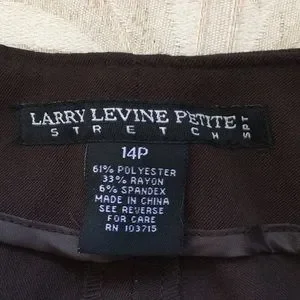 LARRY LEVINE PETITE
STRETCH
SPT
14P
61% POLYESTER
33% RAYON
6% SPANDEX
MADE IN CHINA
SEE REVERSE
FOR CARE
RN 103715